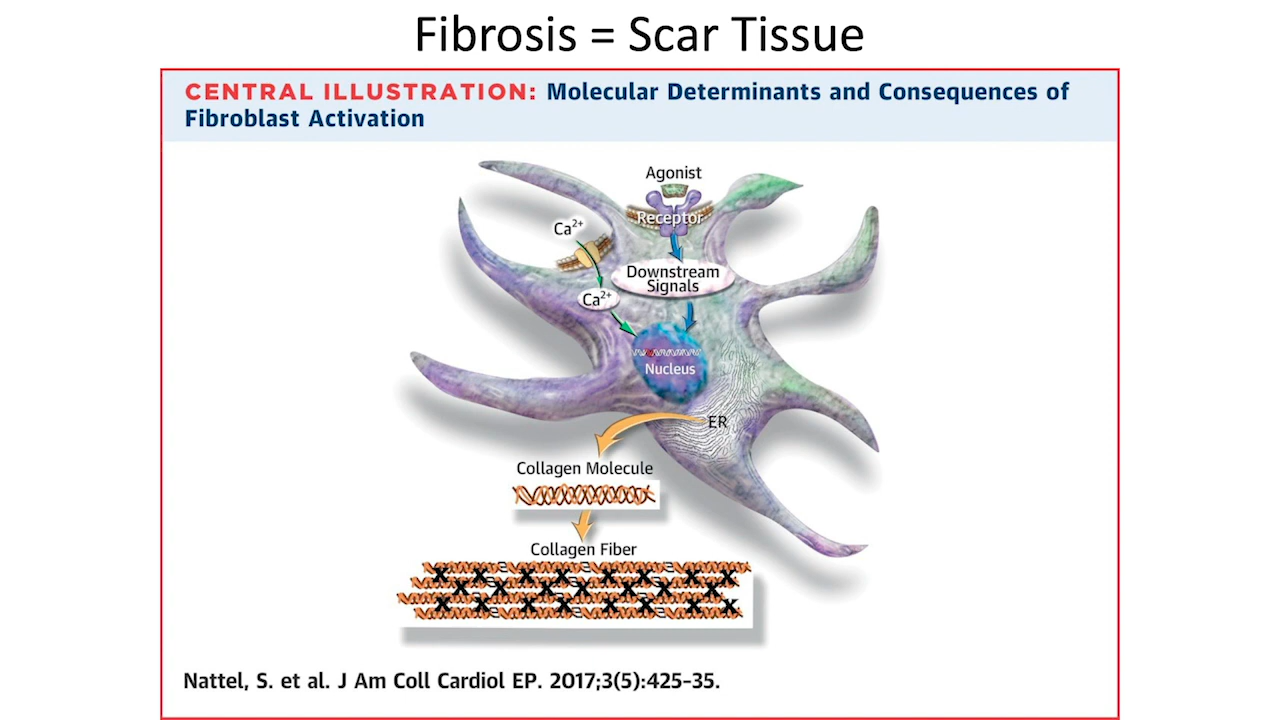 Fibrosis = Scar Tissue
CENTRAL ILLUSTRATION: Molecular Determinants and Consequences of
Fibroblast Activation
Agonist
Receptor
Ca²⁺
Downstream
Signals
Ca²⁺
Nucleus
ER
Collagen Molecule
Collagen Fiber
Nattel, S. et al. J Am Coll Cardiol EP. 2017;3(5):425-35.